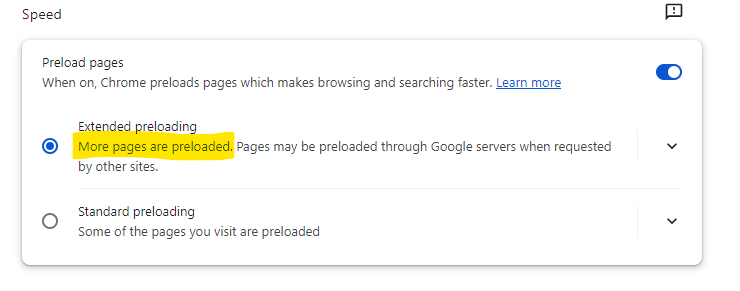 Speed
Preload pages
When on, Chrome preloads pages which makes browsing and searching faster. Learn more
Extended preloading
More pages are preloaded. Pages may be preloaded through Google servers when requested
by other sites.
Standard preloading
Some of the pages you visit are preloaded